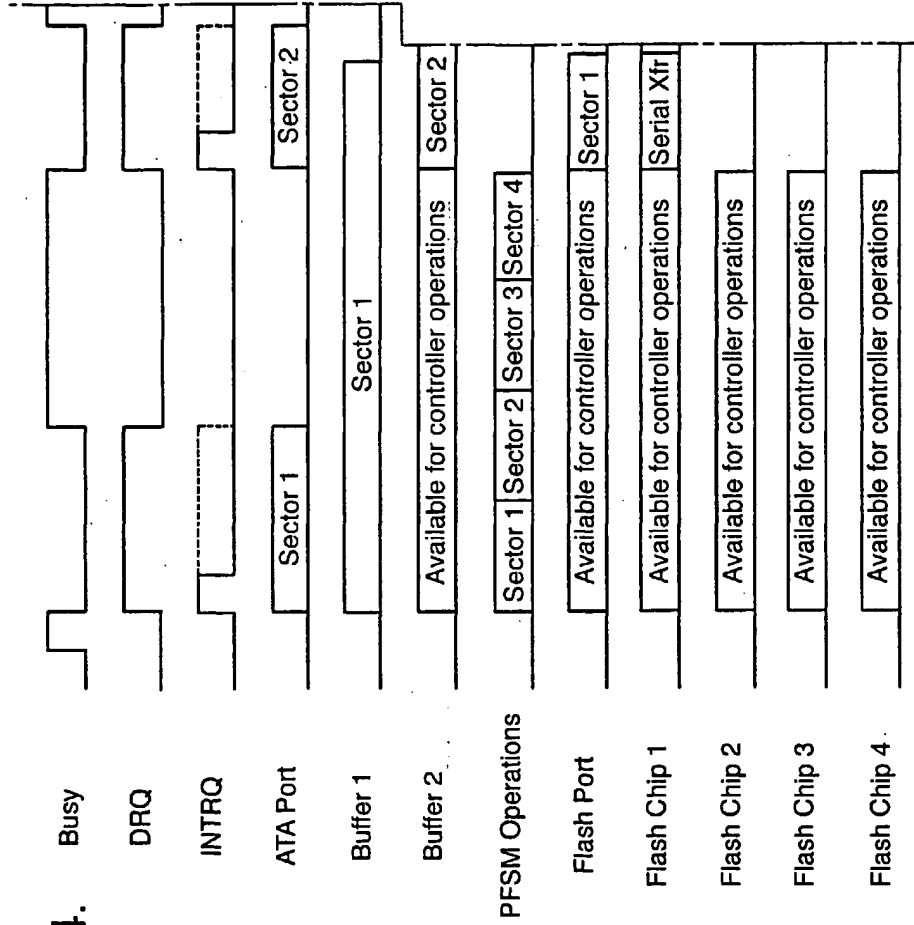 4.
Busy
DRQ
INTRQ
ATA Port Sector 1 Sector 2
Buffer 1 Sector 1
Buffer 2 Available for controller operations Sector 2
PFSM Operations Sector 1 Sector 2 Sector 3 Sector 4
Flash Port Available for controller operations Sector 1
Flash Chip 1 Available for controller operations Serial Xfr
Flash Chip 2 Available for controller operations
Flash Chip 3 Available for controller operations
Flash Chip 4 Available for controller operations